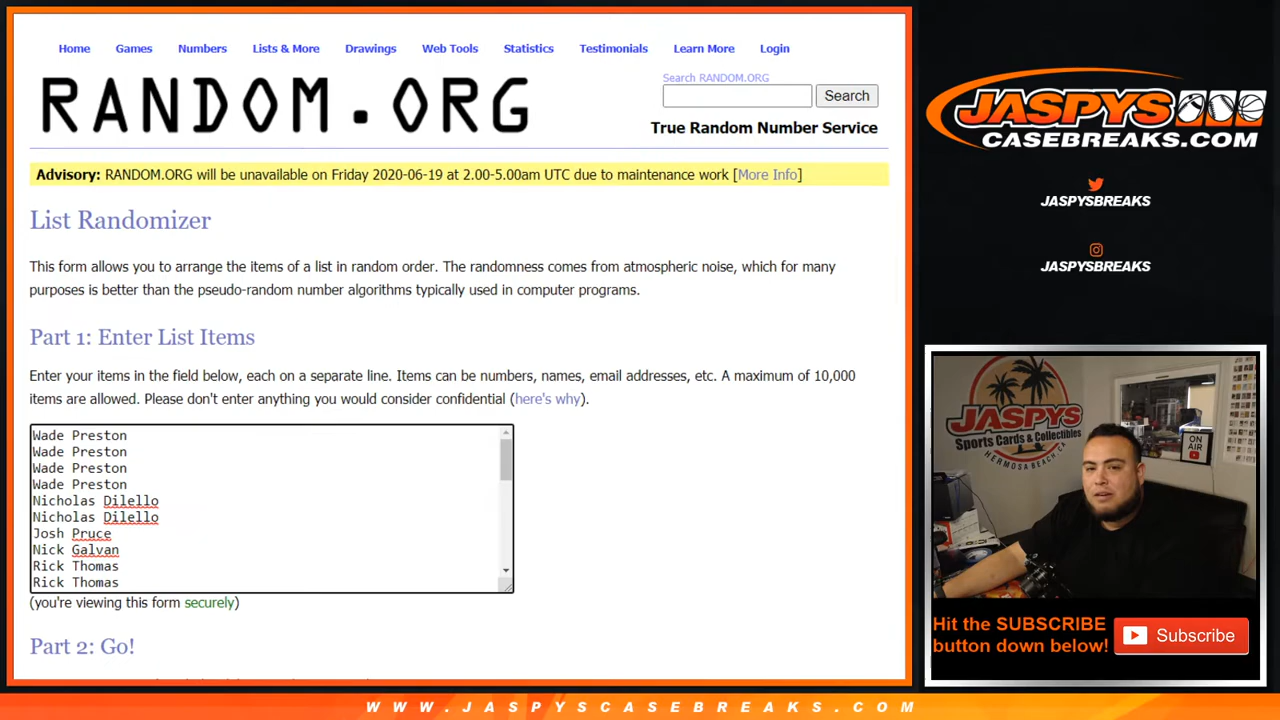 Home Games Numbers Lists & More Drawings Web Tools Statistics Testimonials Learn More Login
RANDOM.ORG
Search RANDOM.ORG
Search
True Random Number Service
Advisory: RANDOM.ORG will be unavailable on Friday 2020-06-19 at 2.00-5.00am UTC due to maintenance work [More Info]
List Randomizer
This form allows you to arrange the items of a list in random order. The randomness comes from atmospheric noise, which for many
purposes is better than the pseudo-random number algorithms typically used in computer programs.
Part 1: Enter List Items
Enter your items in the field below, each on a separate line. Items can be numbers, names, email addresses, etc. A maximum of 10,000
items are allowed. Please don't enter anything you would consider confidential (here's why).
Wade Preston
Wade Preston
Wade Preston
Wade Preston
Nicholas Dilello
Nicholas Dilello
Josh Pruce
Nick Galvan
Rick Thomas
Rick Thomas
(you're viewing this form securely)
Part 2: Go!
JASPYS
CASEBREAKS.COM
JASPYSBREAKS
JASPYSBREAKS
JASPYS
Sports Cards & Collectibles
HERMOSA BEACH, CA
ON AIR
Hit the SUBSCRIBE
button down below!
Subscribe
WWW.JASPYSCASEBREAKS.COM